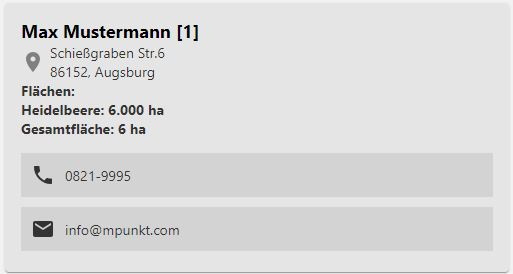 Max Mustermann [1]
Schießgraben Str.6
86152, Augsburg
Flächen:
Heidelbeere: 6.000 ha
Gesamtfläche: 6 ha
0821-9995
info@mpunkt.com